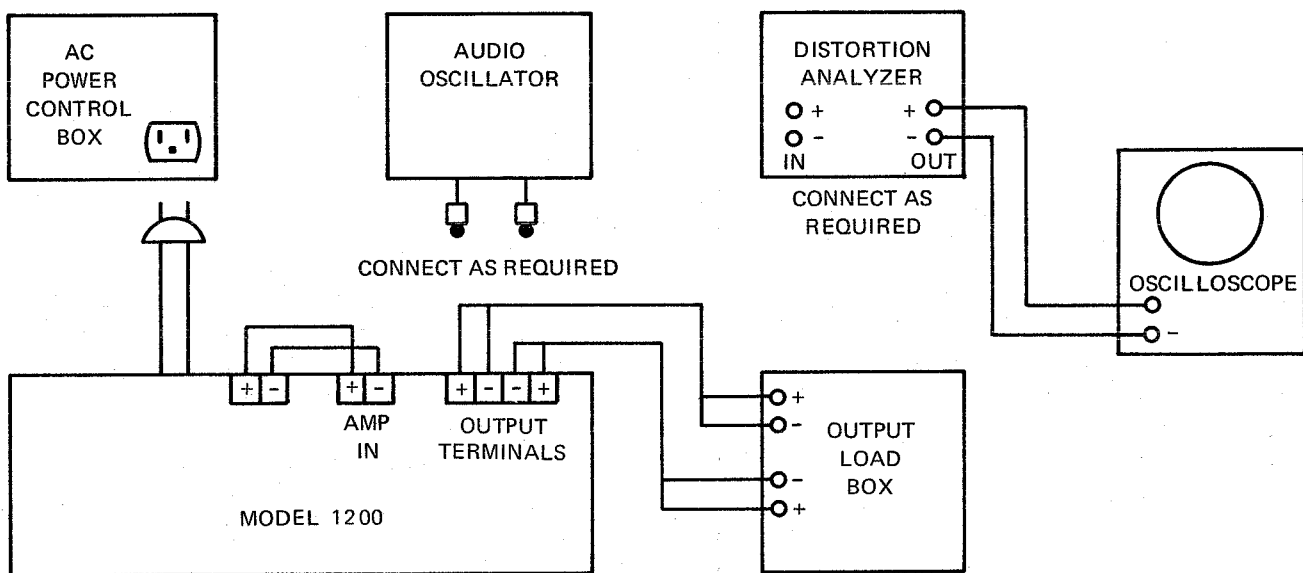 AC
POWER
CONTROL
BOX
AUDIO
OSCILLATOR
CONNECT AS REQUIRED
DISTORTION
ANALYZER
+ +
- -
IN OUT
CONNECT AS
REQUIRED
OSCILLOSCOPE
-
+ - + - + - - +
AMP
IN
OUTPUT
TERMINALS
MODEL 1200
+
-
-
+
OUTPUT
LOAD
BOX